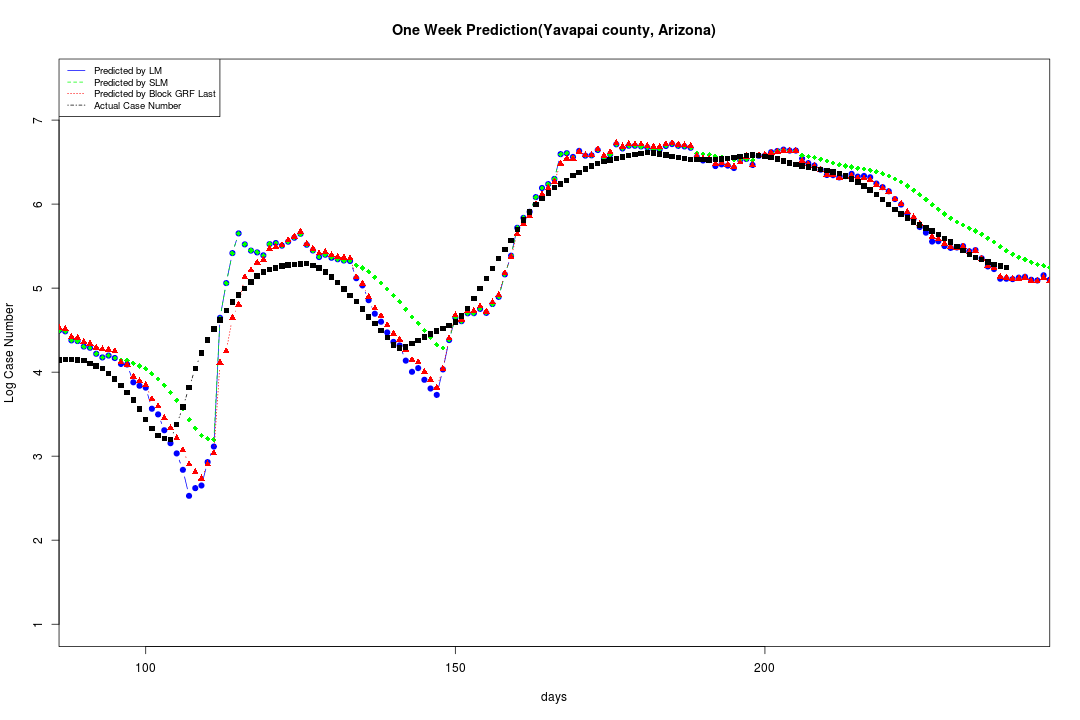 One Week Prediction(Yavapai county, Arizona)
Predicted by LM
Predicted by SLM
Predicted by Block GRF Last
Actual Case Number
7
6
5
4
3
2
1
Log Case Number
100 150 200
days